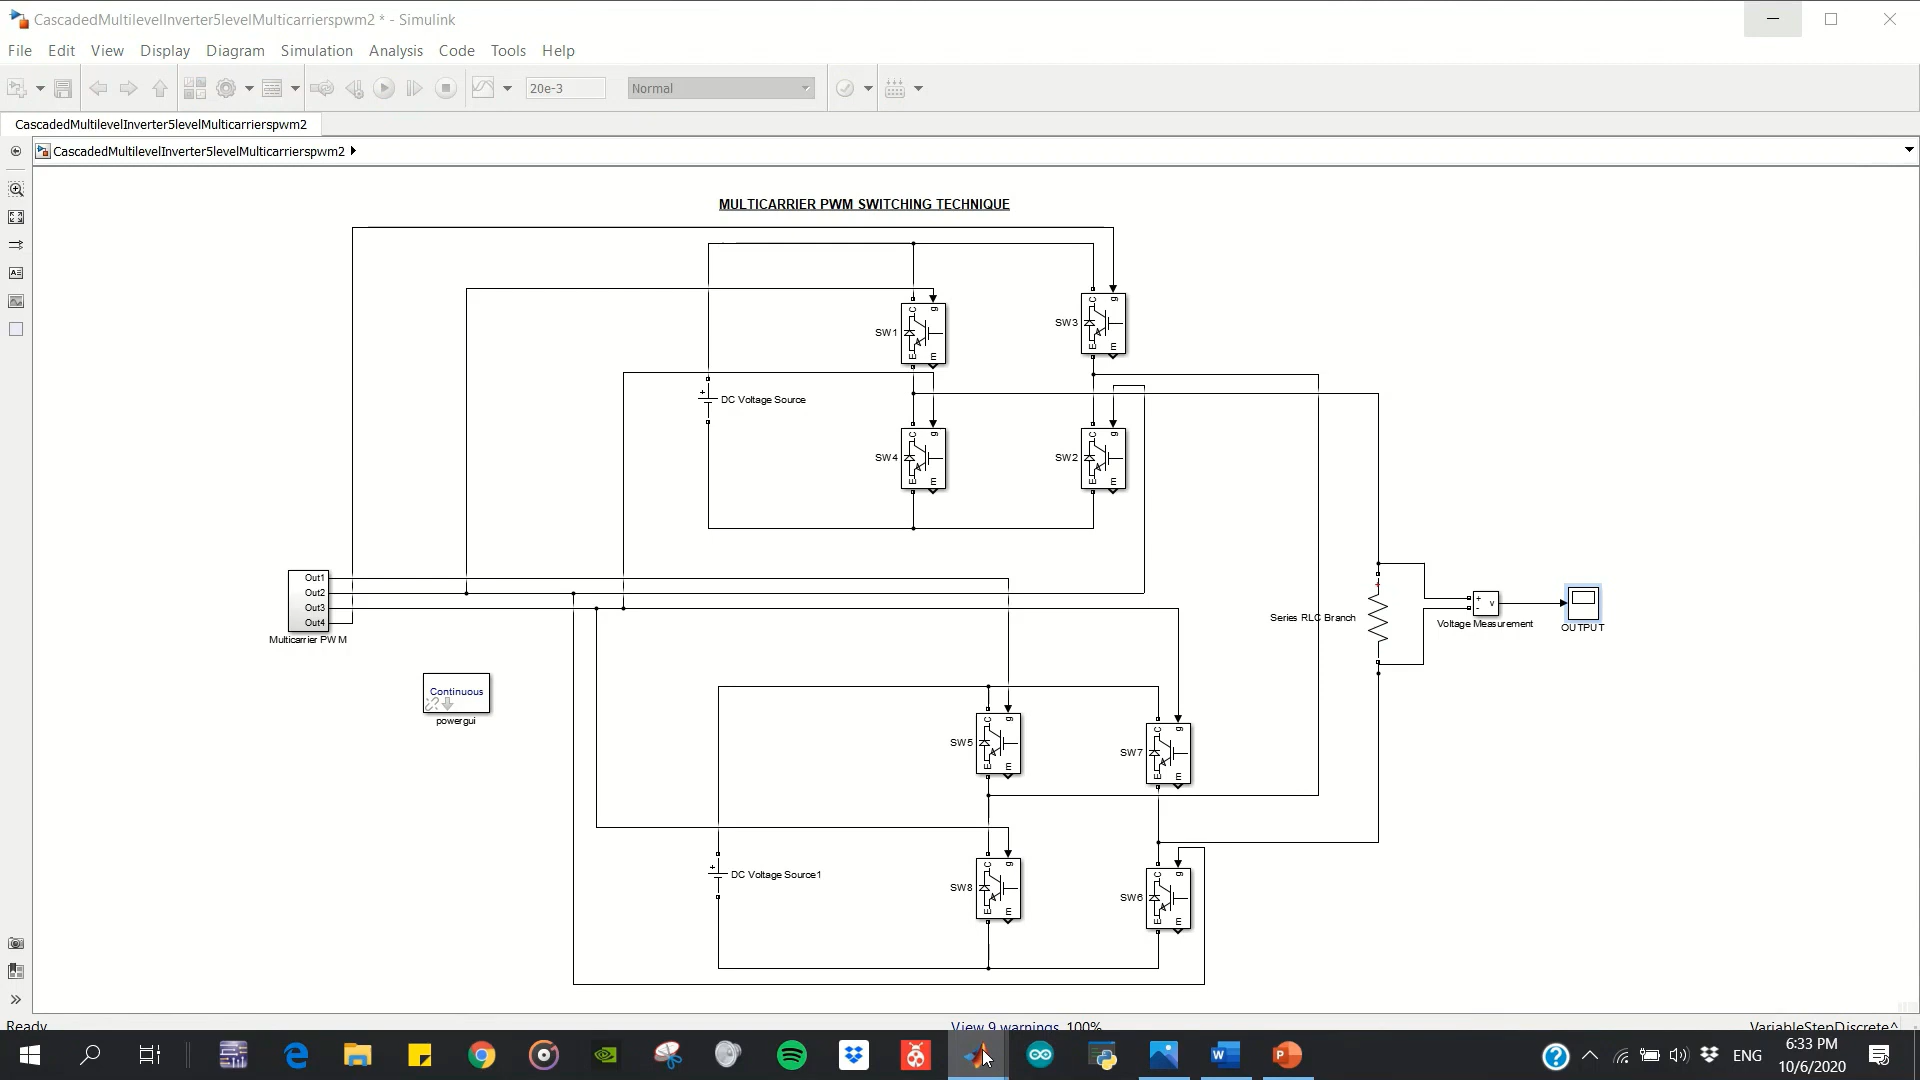 CascadedMultilevelInverter5levelMulticarrierspwm2 * - Simulink
File Edit View Display Diagram Simulation Analysis Code Tools Help
20e-3 Normal
CascadedMultilevelInverter5levelMulticarrierspwm2
CascadedMultilevelInverter5levelMulticarrierspwm2
MULTICARRIER PWM SWITCHING TECHNIQUE
C g
SW1
E m
C g
SW3
E m
+
DC Voltage Source
C g
SW4
E m
C g
SW2
E m
Out1
Out2
Out3
Out4
Multicarrier PWM
Continuous
powergui
+
Series RLC Branch
+
-
v
Voltage Measurement
OUTPUT
C g
SW5
E m
C g
SW7
E m
+
DC Voltage Source1
C g
SW8
E m
C g
SW6
E m
Ready View 9 warnings 100% VariableStepDiscrete
ENG
6:33 PM
10/6/2020